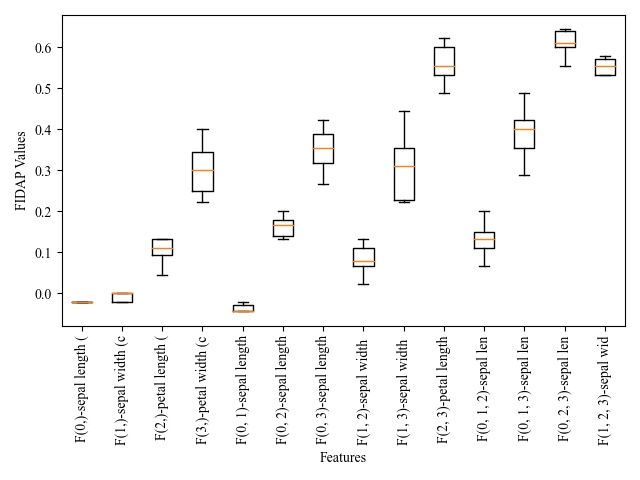 FIDAP Values
0.6
0.5
0.4
0.3
0.2
0.1
0.0
F(0,)-sepal length (
F(1,)-sepal width (c
F(2,)-petal length (
F(3,)-petal width (c
F(0, 1)-sepal length
F(0, 2)-sepal length
F(0, 3)-sepal length
F(1, 2)-sepal width
F(1, 3)-sepal width
F(2, 3)-petal length
F(0, 1, 2)-sepal len
F(0, 1, 3)-sepal len
F(0, 2, 3)-sepal len
F(1, 2, 3)-sepal wid
Features